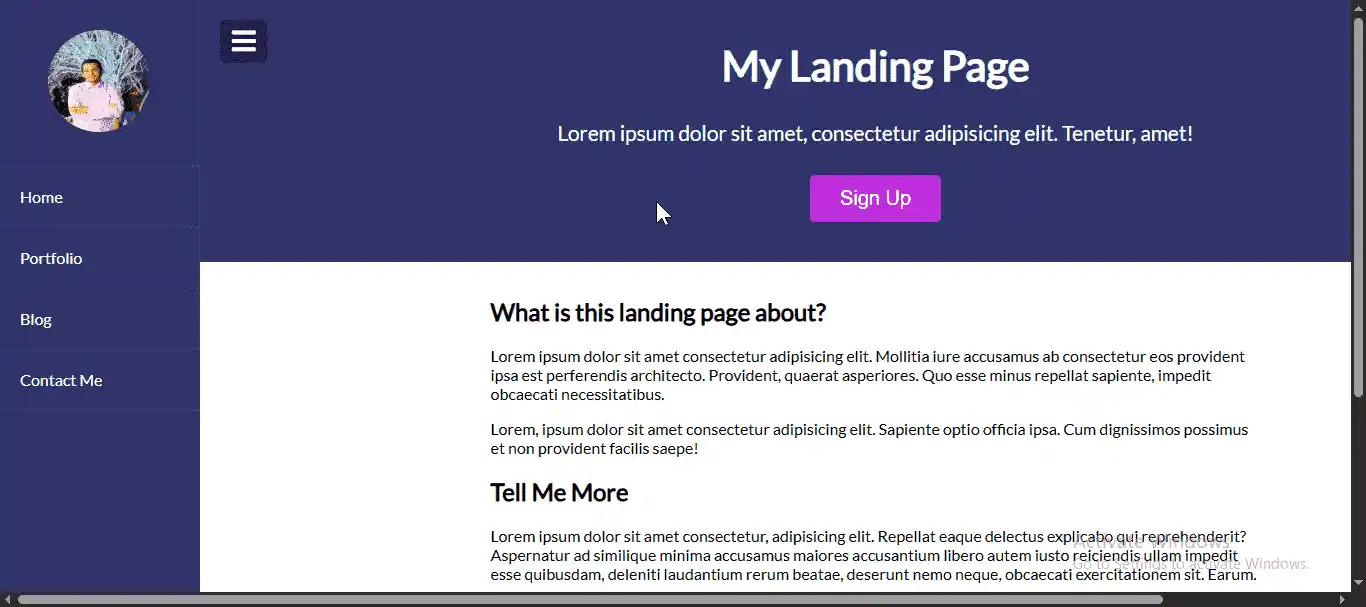 My Landing Page
Lorem ipsum dolor sit amet, consectetur adipisicing elit. Tenetur, amet!
Sign Up
Home
Portfolio
Blog
Contact Me
What is this landing page about?
Lorem ipsum dolor sit amet consectetur adipisicing elit. Mollitia iure accusamus ab consectetur eos provident
ipsa est perferendis architecto. Provident, quaerat asperiores. Quo esse minus repellat sapiente, impedit
obcaecati necessitatibus.
Lorem, ipsum dolor sit amet consectetur adipisicing elit. Sapiente optio officia ipsa. Cum dignissimos possimus
et non provident facilis saepe!
Tell Me More
Lorem ipsum dolor sit amet consectetur, adipisicing elit. Repellat eaque delectus explicabo qui reprehenderit?
Aspernatur ad similique minima accusamus maiores accusantium libero autem iusto reiciendis ullam impedit
esse quibusdam, deleniti laudantium rerum beatae, deserunt nemo neque, obcaecati exercitationem sit. Earum.
Activate Windows
Go to Settings to activate Windows.